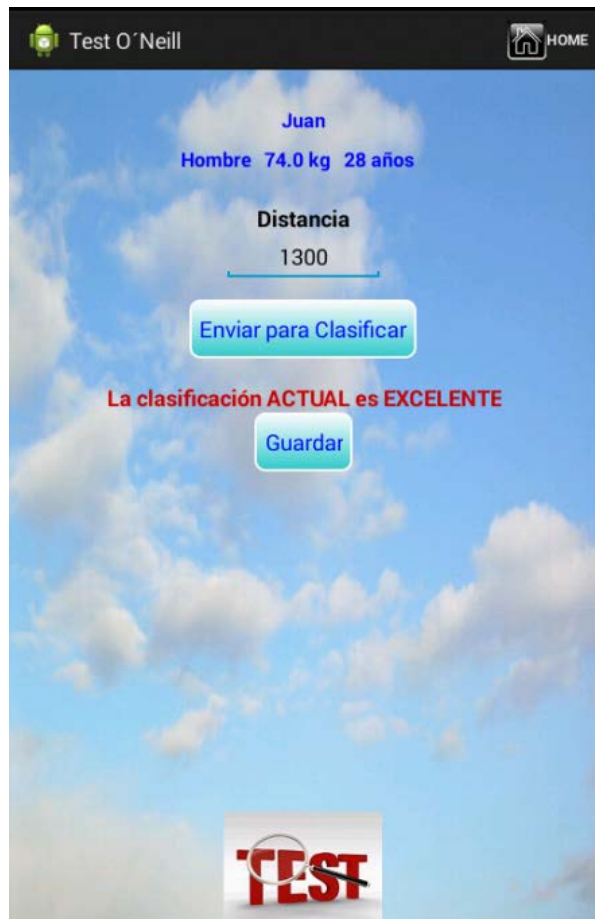 Test O´Neill
HOME
Juan
Hombre 74.0 kg 28 años
Distancia
1300
Enviar para Clasificar
La clasificación ACTUAL es EXCELENTE
Guardar
TEST